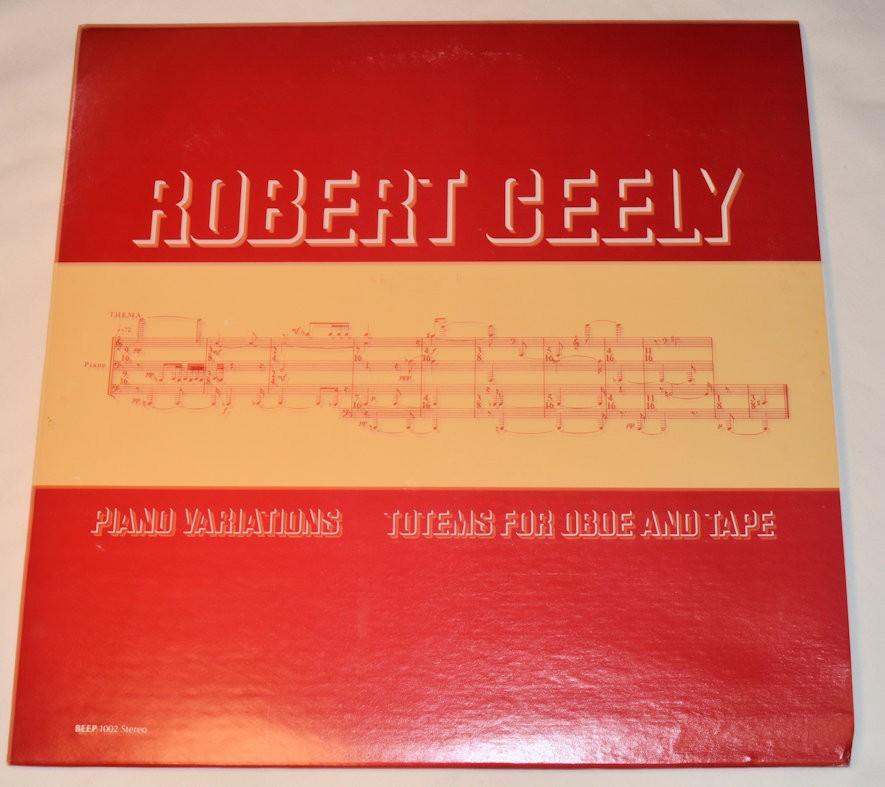 ROBERT CEELY
THEMA
Piano
PIANO VARIATIONS TOTEMS FOR OBOE AND TAPE
BEEP 1002 Stereo